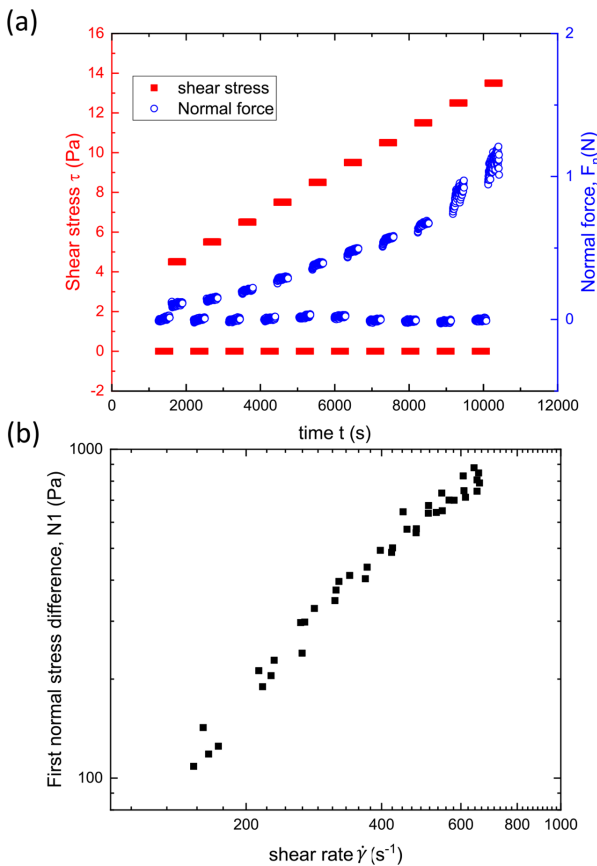 (a)
16
14
12
10
8
6
4
2
0
-2
Shear stress τ (Pa)
shear stress
Normal force
2
1
0
Normal force, Fn(N)
0 2000 4000 6000 8000 10000 12000
time t (s)
(b)
1000
100
First normal stress difference, N1 (Pa)
200 400 600 800 1000
shear rate γ̇ (s⁻¹)